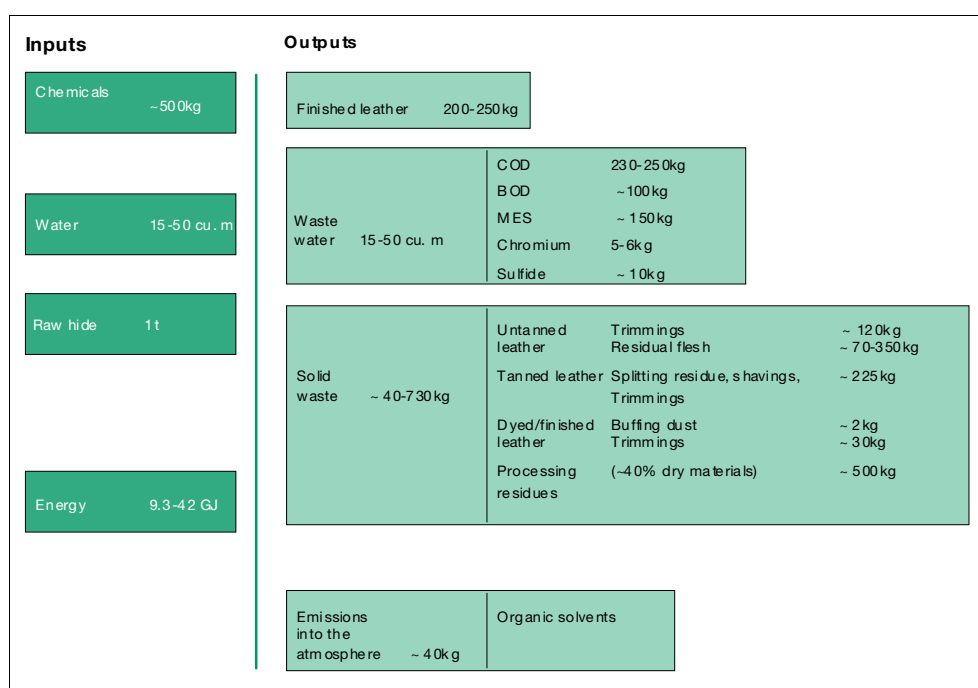 Inputs
Chemicals
~500kg
Water 15-50 cu. m
Raw hide 1t
Energy 9.3-42 GJ
Outputs
Finished leather 200-250kg
Waste
water 15-50 cu. m
COD 230-250kg
BOD ~100kg
MES ~ 150kg
Chromium 5-6kg
Sulfide ~ 10kg
Solid
waste ~ 40-730kg
Untanned Trimmings ~ 120kg
leather Residual flesh ~ 70-350kg
Tanned leather Splitting residue, shavings, ~ 225kg
Trimmings
Dyed/finished Buffing dust ~ 2kg
leather Trimmings ~ 30kg
Processing (~40% dry materials) ~ 500kg
residues
Emissions
into the
atmosphere ~ 40kg
Organic solvents